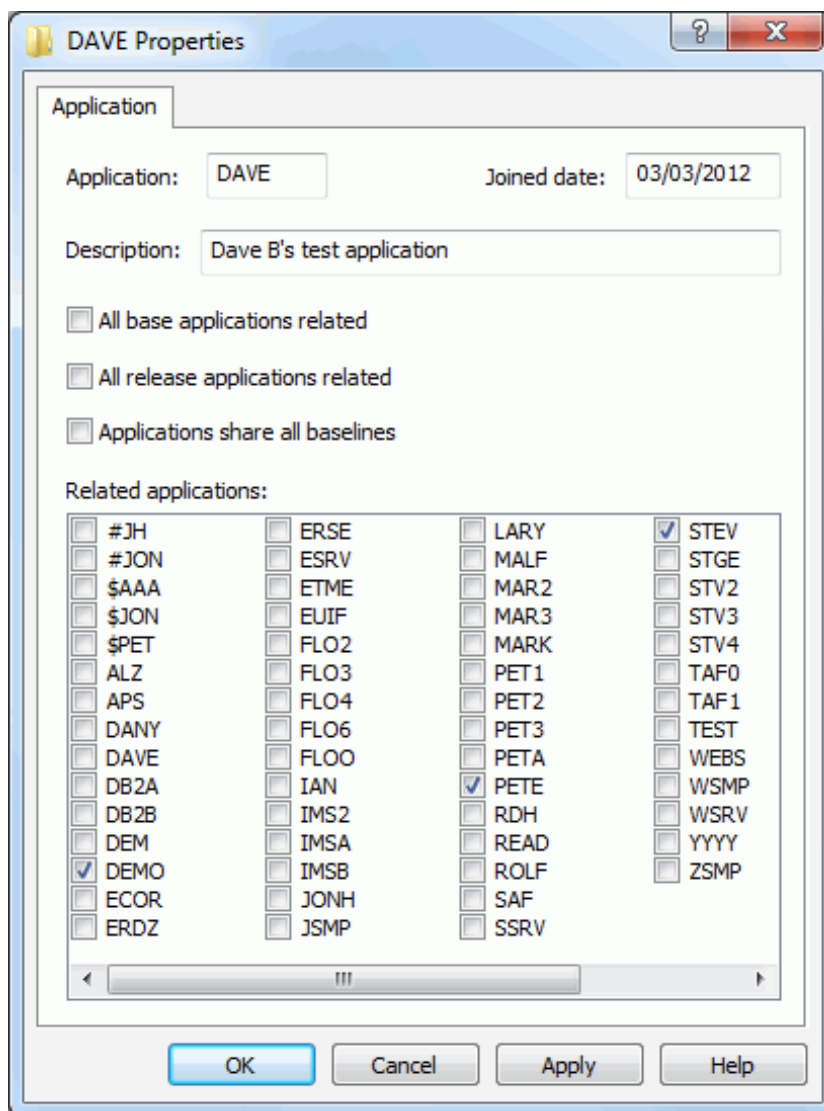 DAVE Properties
Application
Application: DAVE Joined date: 03/03/2012
Description: Dave B's test application
All base applications related
All release applications related
Applications share all baselines
Related applications:
#JH ERSE LARY STEV
#JON ESRV MALF STGE
$AAA ETME MAR2 STV2
$JON EUIF MAR3 STV3
$PET FLO2 MARK STV4
ALZ FLO3 PET1 TAF0
APS FLO4 PET2 TAF1
DANY FLO6 PET3 TEST
DAVE FLOO PETA WEBS
DB2A IAN PETE WSMP
DB2B IMS2 RDH WSRV
DEM IMSA READ YYYY
DEMO IMSB ROLF ZSMP
ECOR JONH SAF
ERDZ JSMP SSRV
OK Cancel Apply Help